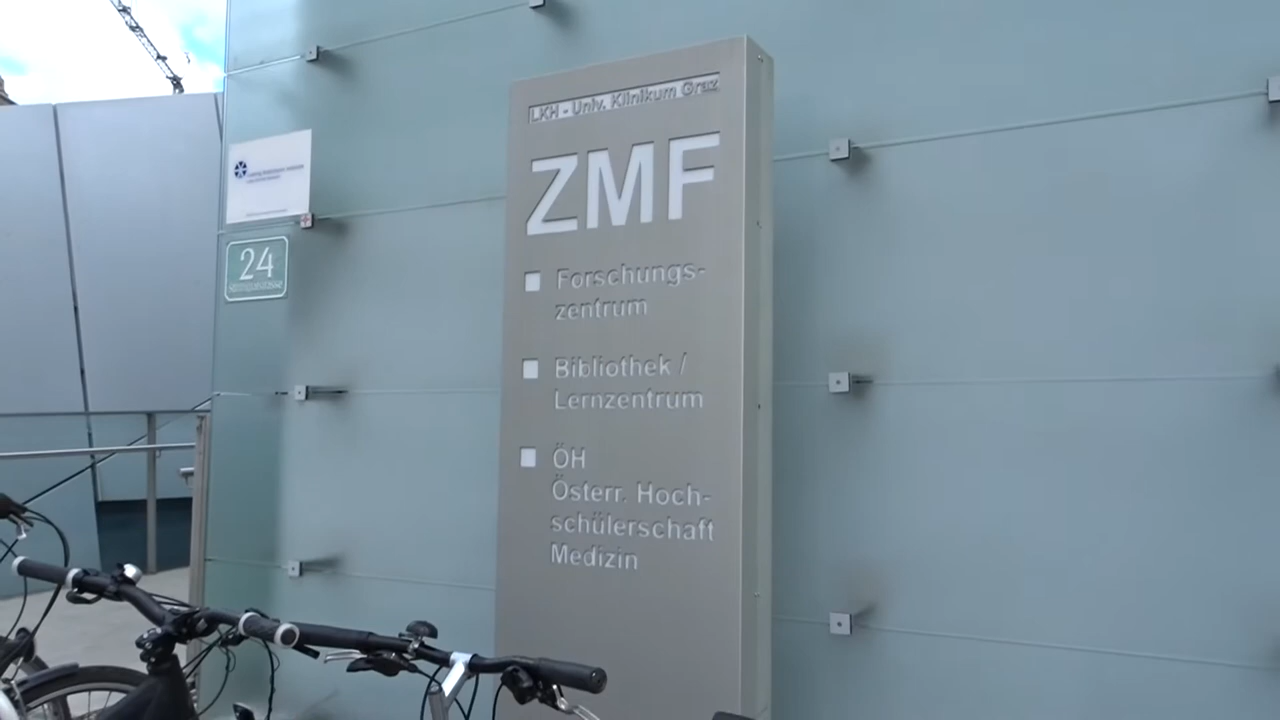 LKH - Univ. Klinikum Graz
ZMF
Forschungs-
zentrum
Bibliothek /
Lernzentrum
ÖH
Österr. Hoch-
schülerschaft
Medizin
24